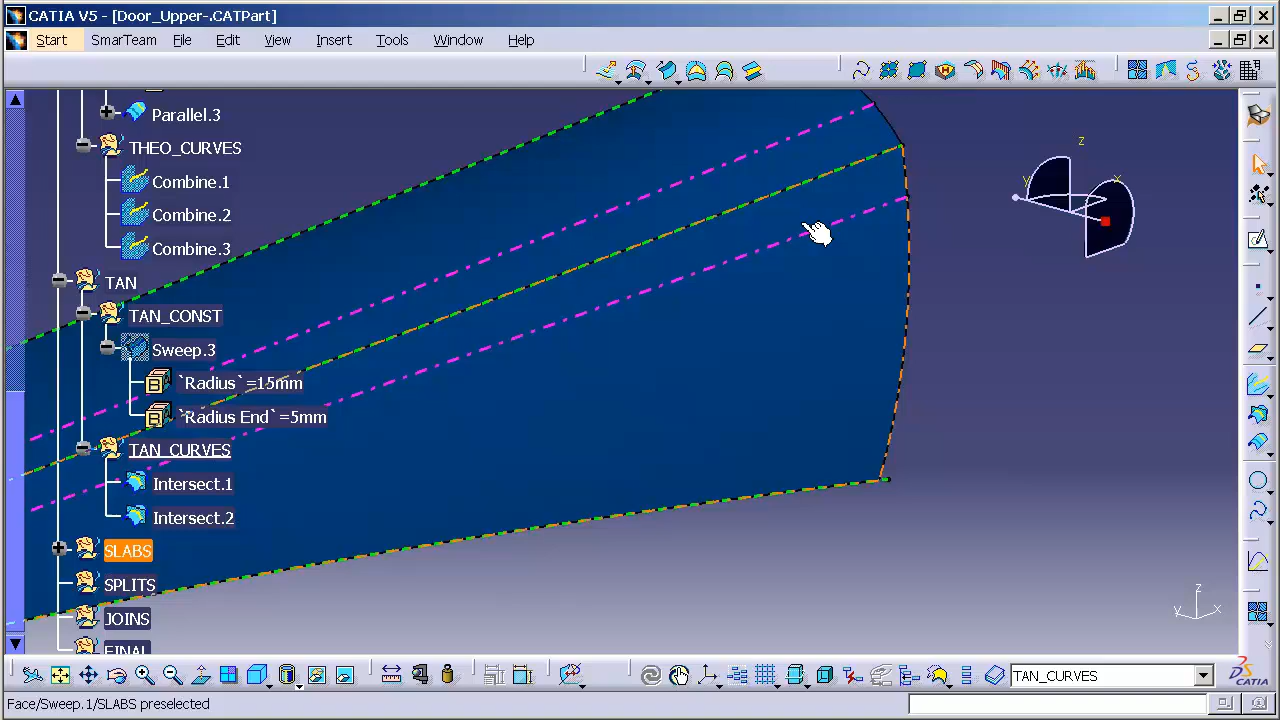 CATIA V5 - [Door_Upper-.CATPart]
Start SmarTeam File Edit View Insert Tools Window Help
Parallel.3
THEO_CURVES
Combine.1
Combine.2
Combine.3
TAN
TAN_CONST
Sweep.3
`Radius`=15mm
`Radius End`=5mm
TAN_CURVES
Intersect.1
Intersect.2
SLABS
SPLITS
JOINS
FINAL
z
y x
z
y x
TAN_CURVES
CATIA
Face/Sweep.1/SLABS preselected